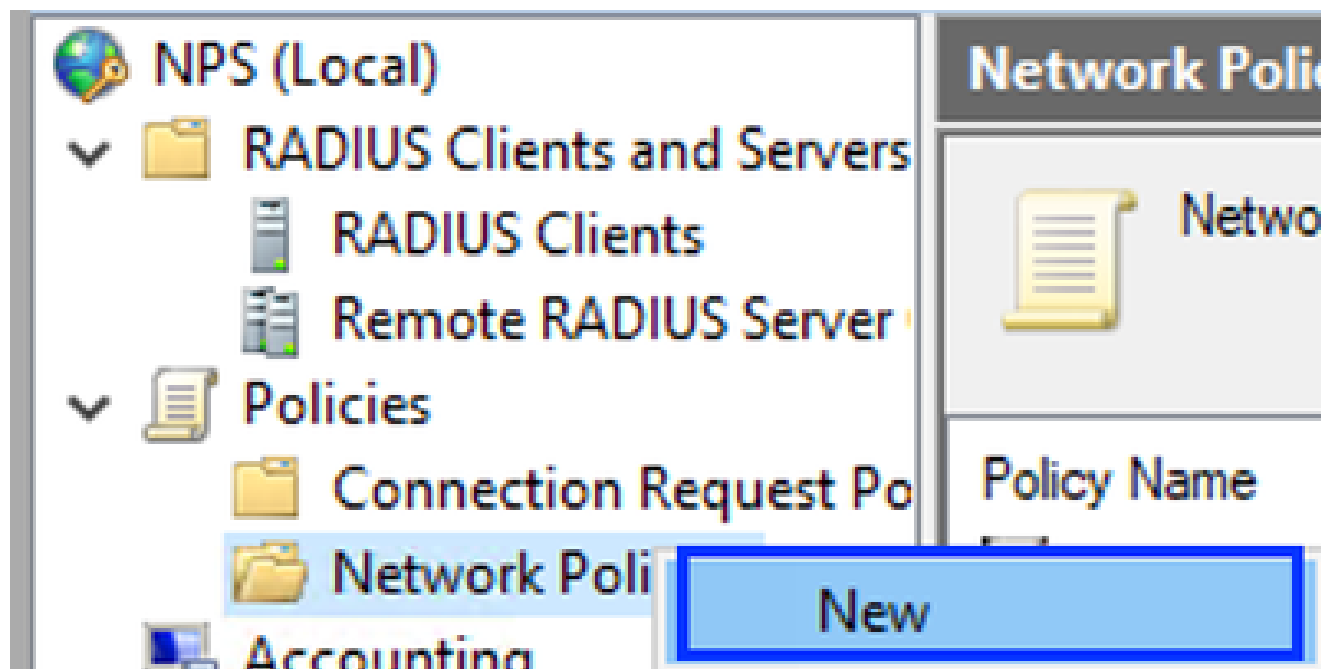 NPS (Local)
RADIUS Clients and Servers
RADIUS Clients
Remote RADIUS Server
Policies
Connection Request Po
Network Poli
Accounting
New
Network Polic
Netwo
Policy Name